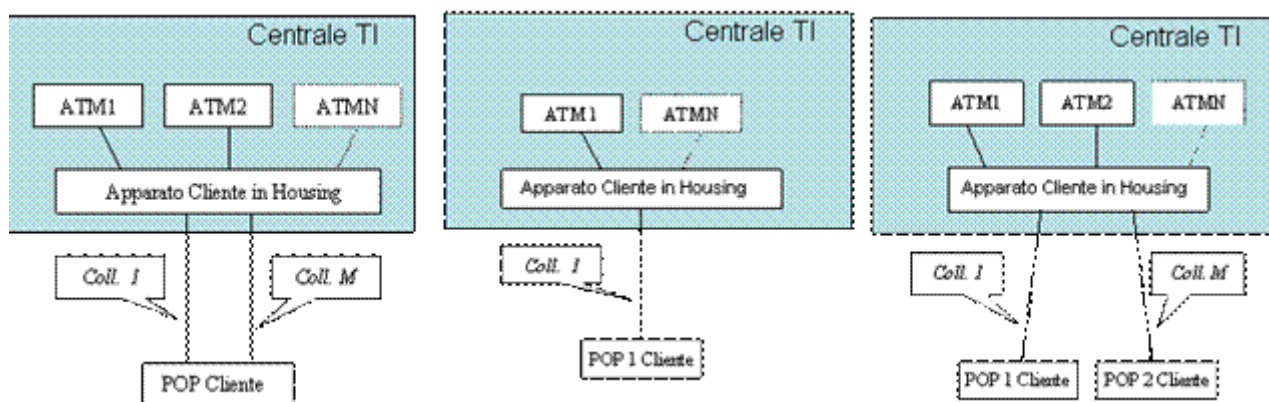 Centrale TI
ATM1 ATM2 ATMN
Apparato Cliente in Housing
Coll. I
Coll. M
POP Cliente
Centrale TI
ATM1 ATMN
Apparato Cliente in Housing
Coll. I
POP 1 Cliente
Centrale TI
ATM1 ATM2 ATMN
Apparato Cliente in Housing
Coll. I
Coll. M
POP 1 Cliente POP 2 Cliente